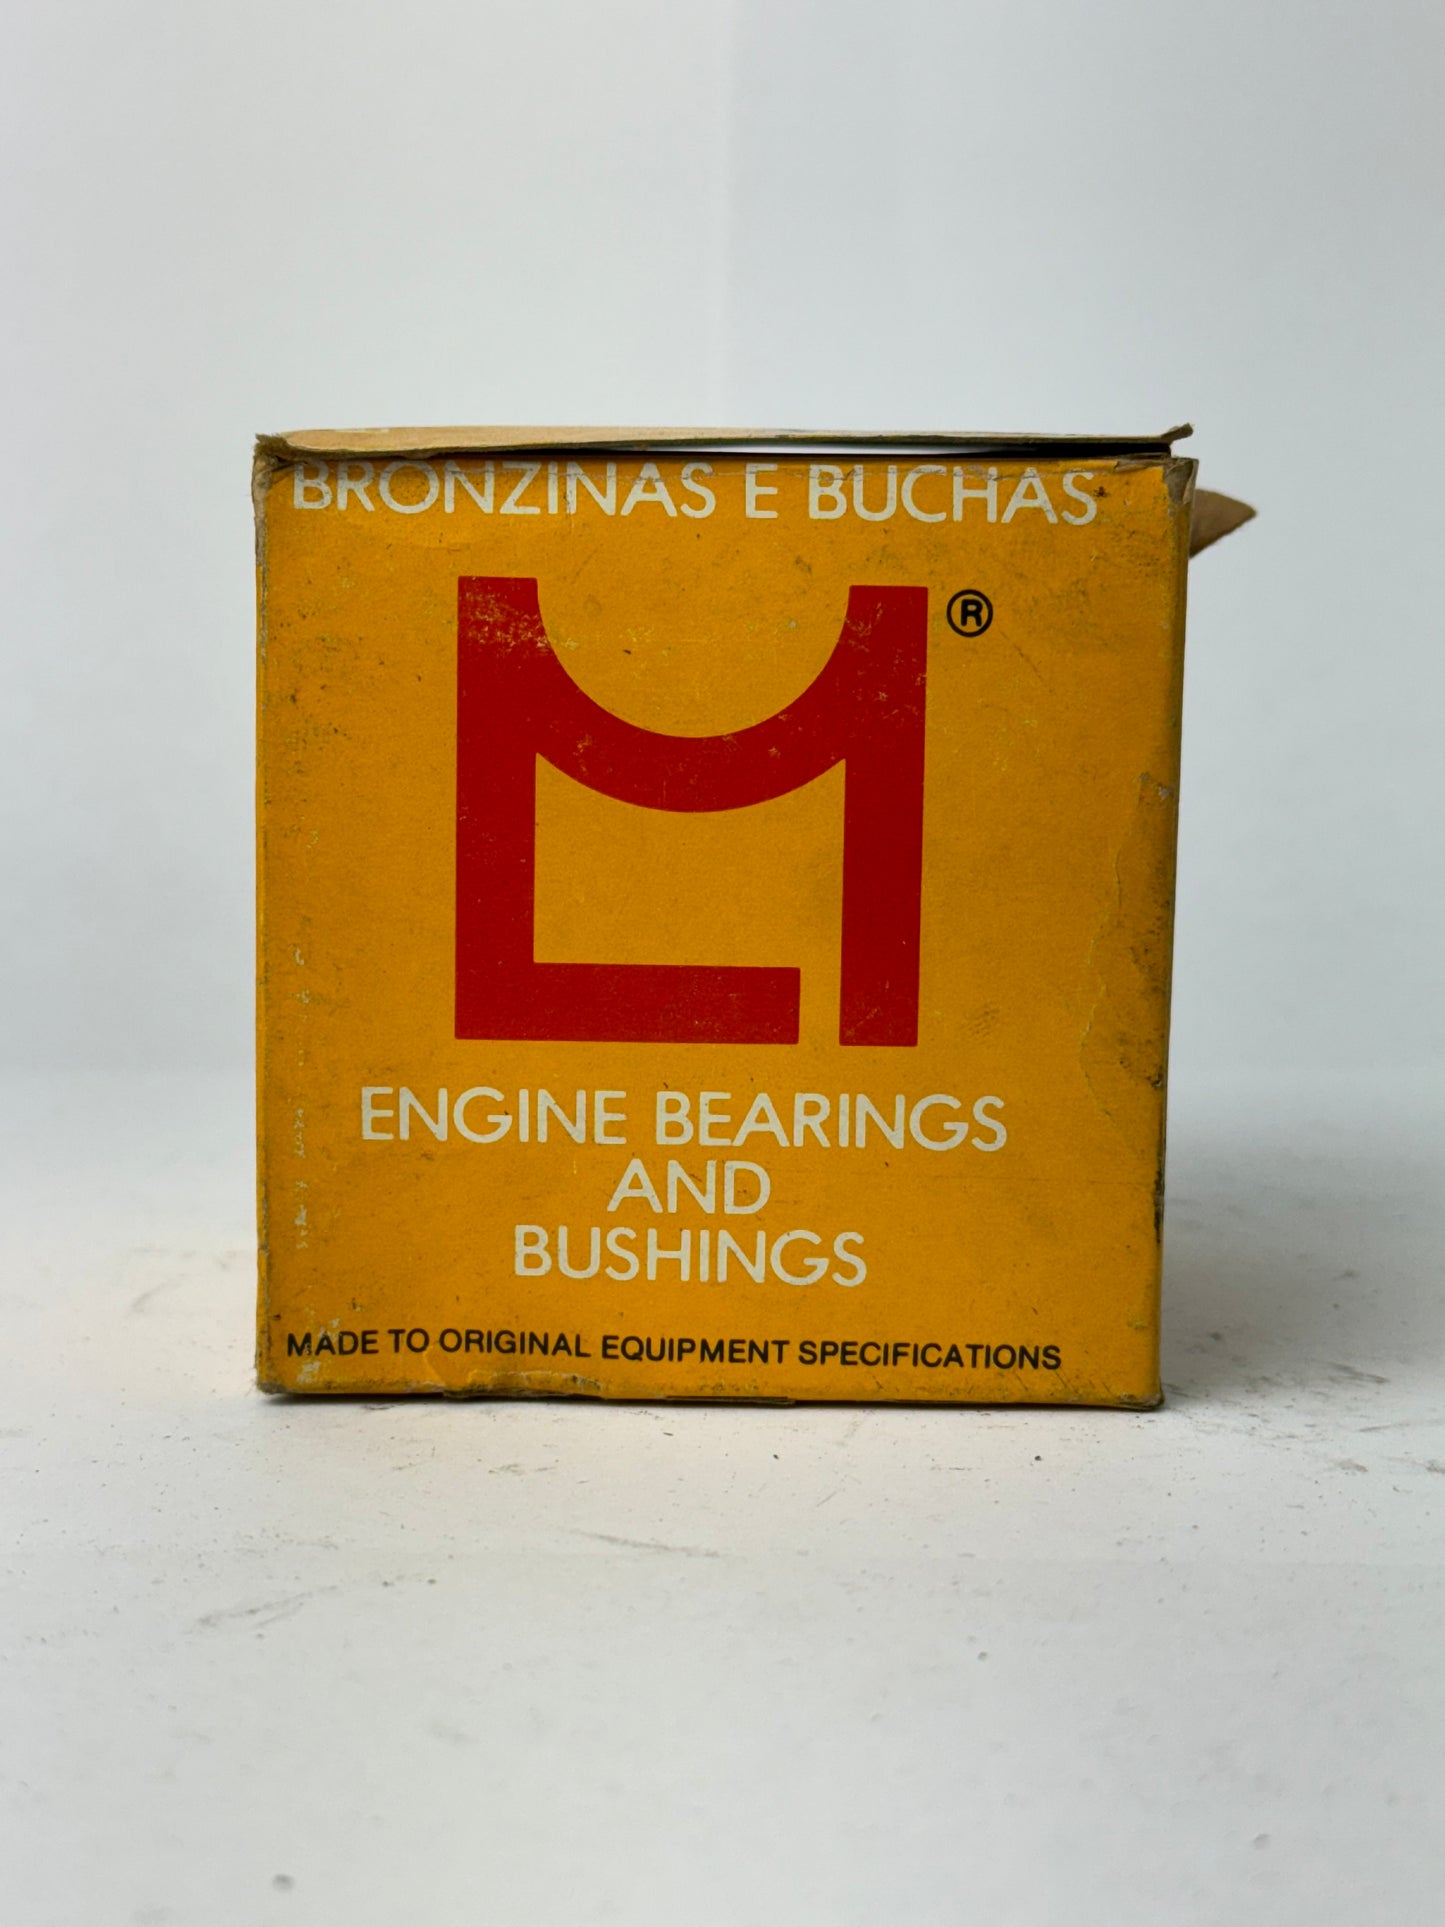 BRONZINAS E BUCHAS
®
ENGINE BEARINGS
AND
BUSHINGS
MADE TO ORIGINAL EQUIPMENT SPECIFICATIONS